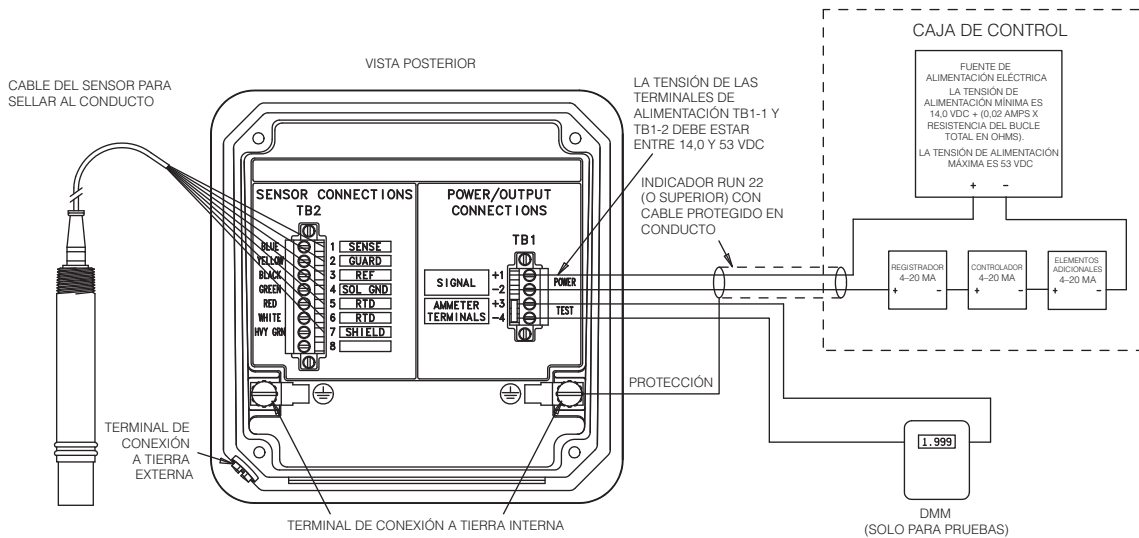 CAJA DE CONTROL
FUENTE DE
ALIMENTACIÓN ELÉCTRICA
LA TENSIÓN DE
ALIMENTACIÓN MÍNIMA ES
14,0 VDC + (0,02 AMPS X
RESISTENCIA DEL BUCLE
TOTAL EN OHMS).
LA TENSIÓN DE ALIMENTACIÓN
MÁXIMA ES 53 VDC
+ −
VISTA POSTERIOR
CABLE DEL SENSOR PARA
SELLAR AL CONDUCTO
LA TENSIÓN DE LAS
TERMINALES DE
ALIMENTACIÓN TB1-1 Y
TB1-2 DEBE ESTAR
ENTRE 14,0 Y 53 VDC
INDICADOR RUN 22
(O SUPERIOR) CON
CABLE PROTEGIDO EN
CONDUCTO
SENSOR CONNECTIONS
TB2
BLUE 1 SENSE
YELLOW 2 GUARD
BLACK 3 REF
GREEN 4 SOL GND
RED 5 RTD
WHITE 6 RTD
HVY GRN 7 SHIELD
8
POWER/OUTPUT
CONNECTIONS
TB1
SIGNAL
+1
−2
POWER
AMMETER
TERMINALS
+3
−4
TEST
REGISTRADOR
4–20 MA
+ −
CONTROLADOR
4–20 MA
+ −
ELEMENTOS
ADICIONALES
4–20 MA
+ −
PROTECCIÓN
TERMINAL DE
CONEXIÓN
A TIERRA
EXTERNA
TERMINAL DE CONEXIÓN A TIERRA INTERNA
1.999
DMM
(SOLO PARA PRUEBAS)